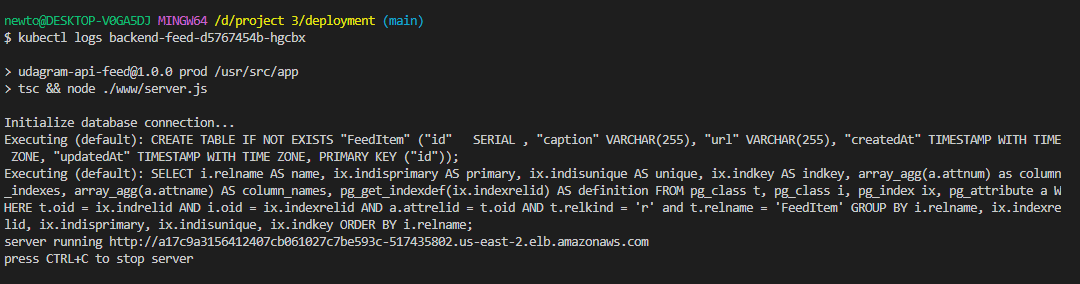 newto@DESKTOP-V0GA5DJ MINGW64 /d/project 3/deployment (main)
$ kubectl logs backend-feed-d5767454b-hgcbx
> udagram-api-feed@1.0.0 prod /usr/src/app
> tsc && node ./www/server.js
Initialize database connection...
Executing (default): CREATE TABLE IF NOT EXISTS "FeedItem" ("id"   SERIAL , "caption" VARCHAR(255), "url" VARCHAR(255), "createdAt" TIMESTAMP WITH TIME
 ZONE, "updatedAt" TIMESTAMP WITH TIME ZONE, PRIMARY KEY ("id"));
Executing (default): SELECT i.relname AS name, ix.indisprimary AS primary, ix.indisunique AS unique, ix.indkey AS indkey, array_agg(a.attnum) as column
_indexes, array_agg(a.attname) AS column_names, pg_get_indexdef(ix.indexrelid) AS definition FROM pg_class t, pg_class i, pg_index ix, pg_attribute a W
HERE t.oid = ix.indrelid AND i.oid = ix.indexrelid AND a.attrelid = t.oid AND t.relkind = 'r' and t.relname = 'FeedItem' GROUP BY i.relname, ix.indexre
lid, ix.indisprimary, ix.indisunique, ix.indkey ORDER BY i.relname;
server running http://a17c9a3156412407cb061027c7be593c-517435802.us-east-2.elb.amazonaws.com
press CTRL+C to stop server